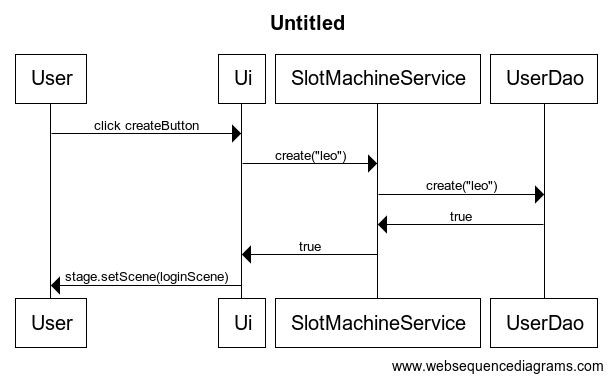 Untitled
User Ui SlotMachineService UserDao
click createButton
create("leo")
create("leo")
true
true
stage.setScene(loginScene)
User Ui SlotMachineService UserDao
www.websequencediagrams.com